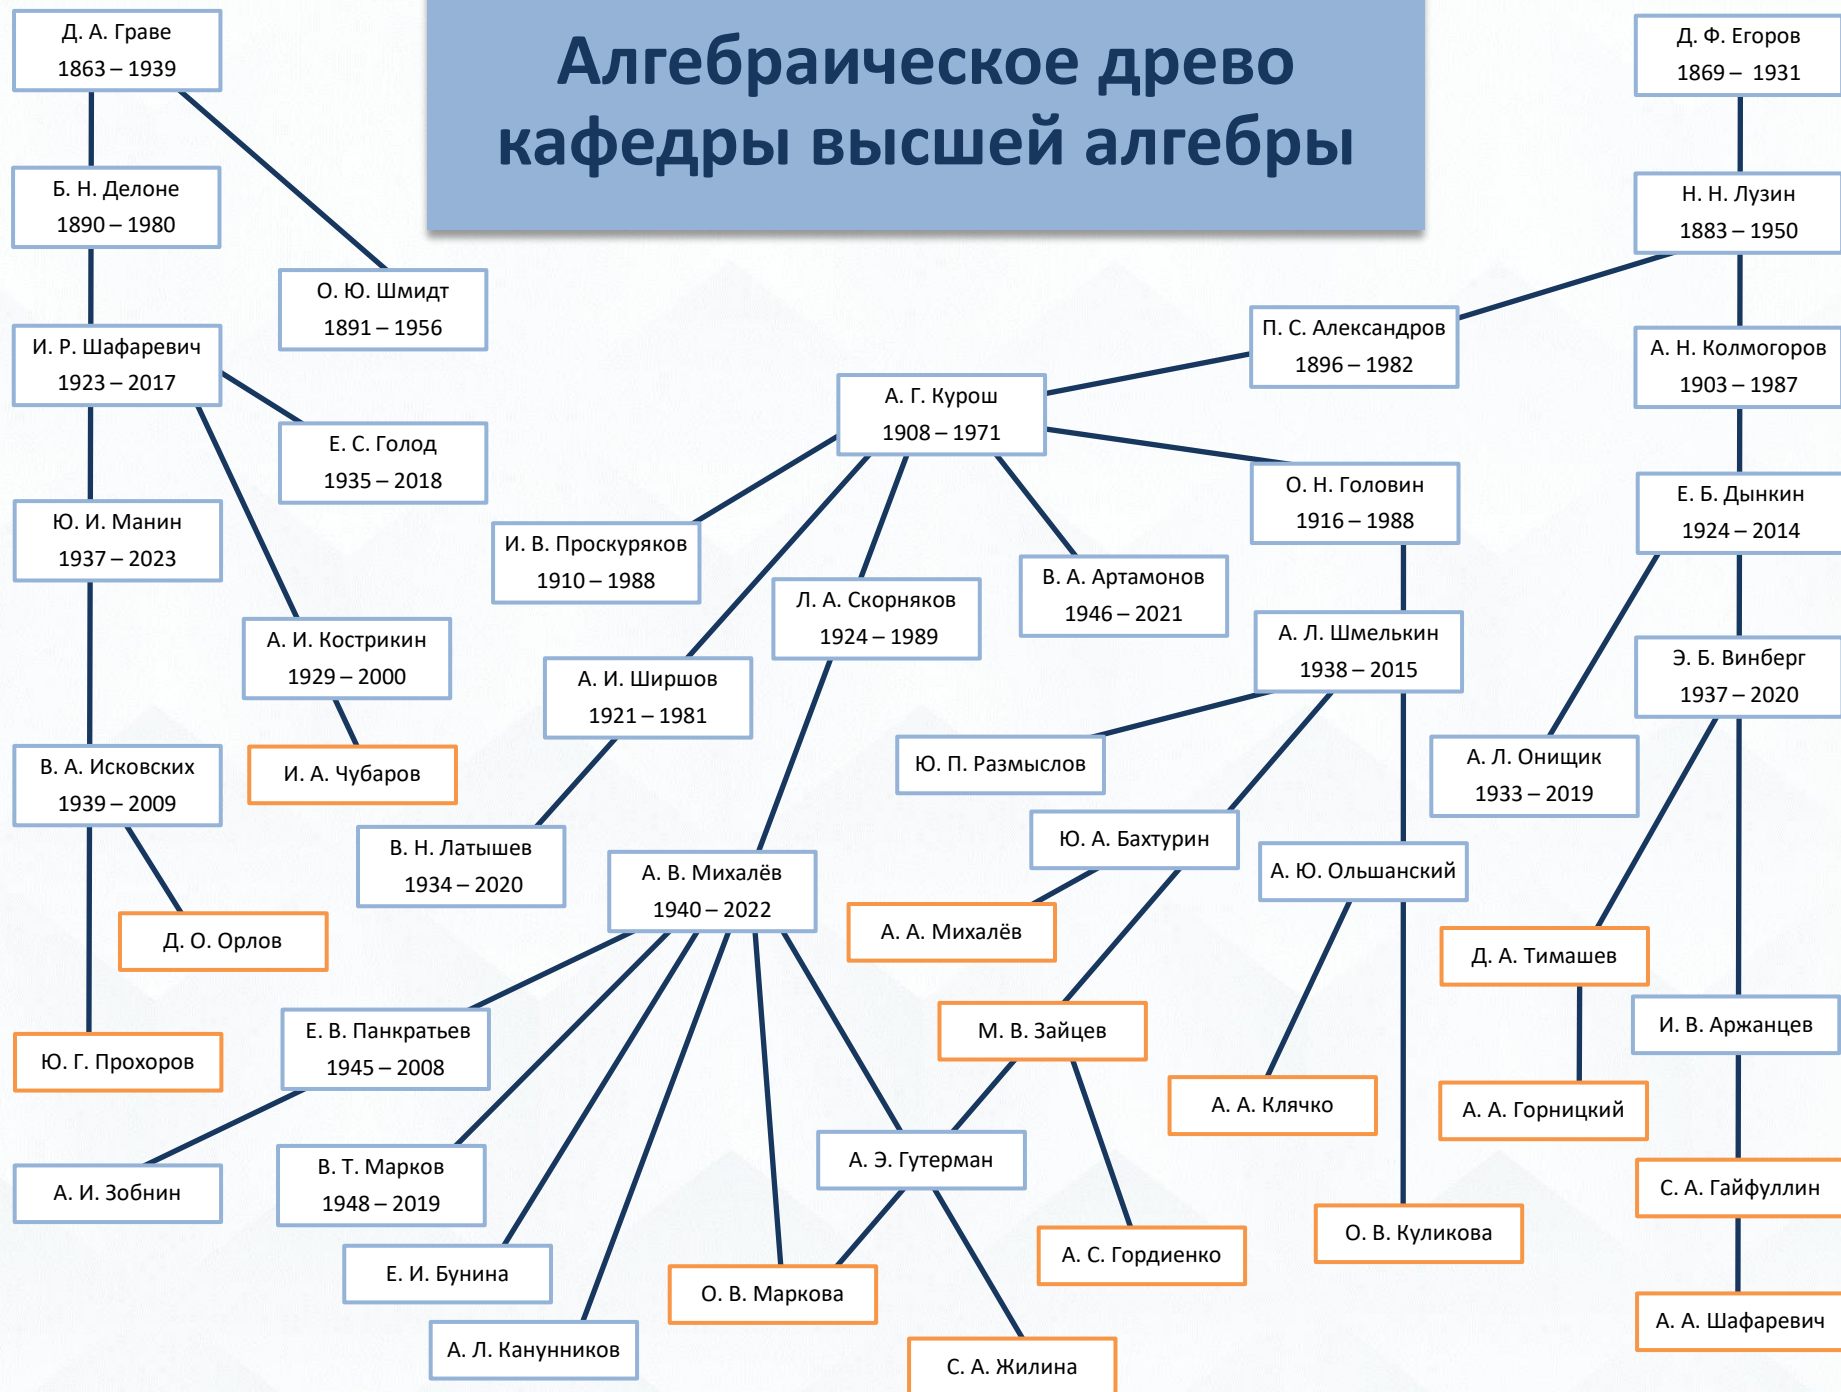 Алгебраическое древо
кафедры высшей алгебры
Д. А. Граве
1863 – 1939
Д. Ф. Егоров
1869 – 1931
Б. Н. Делоне
1890 – 1980
Н. Н. Лузин
1883 – 1950
О. Ю. Шмидт
1891 – 1956
П. С. Александров
1896 – 1982
И. Р. Шафаревич
1923 – 2017
А. Н. Колмогоров
1903 – 1987
А. Г. Курош
1908 – 1971
Е. С. Голод
1935 – 2018
О. Н. Головин
1916 – 1988
Е. Б. Дынкин
1924 – 2014
Ю. И. Манин
1937 – 2023
И. В. Проскуряков
1910 – 1988
В. А. Артамонов
1946 – 2021
Л. А. Скорняков
1924 – 1989
А. И. Кострикин
1929 – 2000
А. Л. Шмелькин
1938 – 2015
Э. Б. Винберг
1937 – 2020
А. И. Ширшов
1921 – 1981
В. А. Исковских
1939 – 2009
И. А. Чубаров
Ю. П. Размыслов
А. Л. Онищик
1933 – 2019
В. Н. Латышев
1934 – 2020
Ю. А. Бахтурин
А. В. Михалёв
1940 – 2022
А. Ю. Ольшанский
Д. О. Орлов
А. А. Михалёв
Д. А. Тимашев
Е. В. Панкратьев
1945 – 2008
М. В. Зайцев
И. В. Аржанцев
Ю. Г. Прохоров
А. А. Клячко
А. А. Горницкий
А. И. Зобнин
В. Т. Марков
1948 – 2019
А. Э. Гутерман
С. А. Гайфуллин
Е. И. Бунина
О. В. Маркова
А. С. Гордиенко
О. В. Куликова
А. Л. Канунников
С. А. Жилина
А. А. Шафаревич